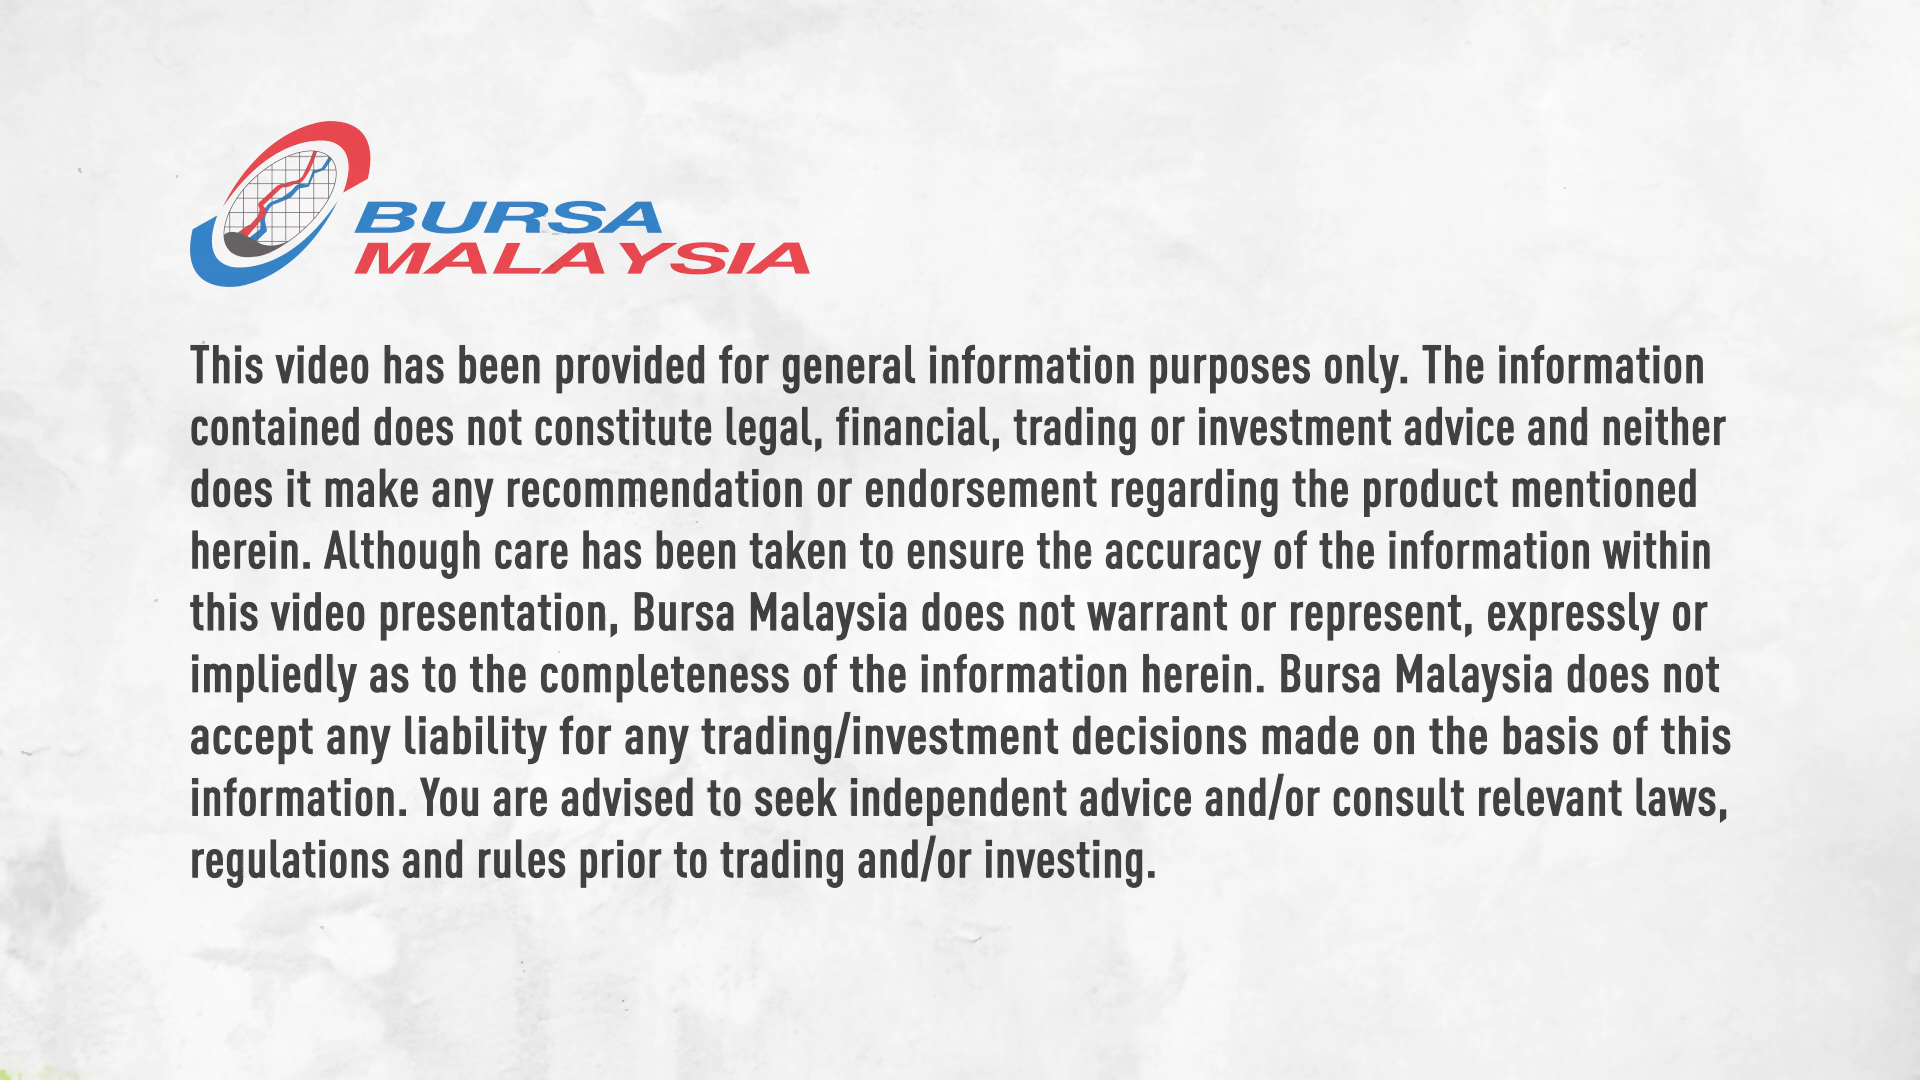 BURSA
MALAYSIA
This video has been provided for general information purposes only. The information
contained does not constitute legal, financial, trading or investment advice and neither
does it make any recommendation or endorsement regarding the product mentioned
herein. Although care has been taken to ensure the accuracy of the information within
this video presentation, Bursa Malaysia does not warrant or represent, expressly or
impliedly as to the completeness of the information herein. Bursa Malaysia does not
accept any liability for any trading/investment decisions made on the basis of this
information. You are advised to seek independent advice and/or consult relevant laws,
regulations and rules prior to trading and/or investing.